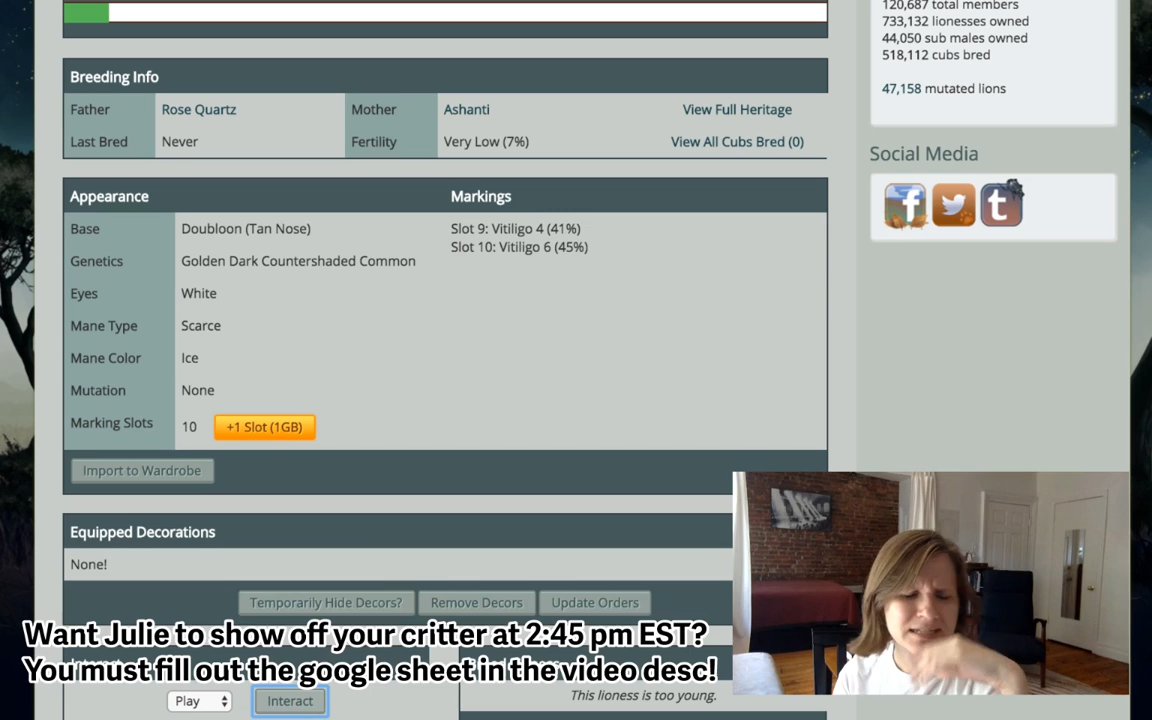 120,687 total members
733,132 lionesses owned
44,050 sub males owned
518,112 cubs bred
47,158 mutated lions
Social Media
Breeding Info
Father Rose Quartz Mother Ashanti View Full Heritage
Last Bred Never Fertility Very Low (7%) View All Cubs Bred (0)
Appearance Markings
Base Doubloon (Tan Nose) Slot 9: Vitiligo 4 (41%)
Slot 10: Vitiligo 6 (45%)
Genetics Golden Dark Countershaded Common
Eyes White
Mane Type Scarce
Mane Color Ice
Mutation None
Marking Slots 10 +1 Slot (1GB)
Import to Wardrobe
Equipped Decorations
None!
Temporarily Hide Decors? Remove Decors Update Orders
Want Julie to show off your critter at 2:45 pm EST?
You must fill out the google sheet in the video desc!
This lioness is too young.
Play Interact